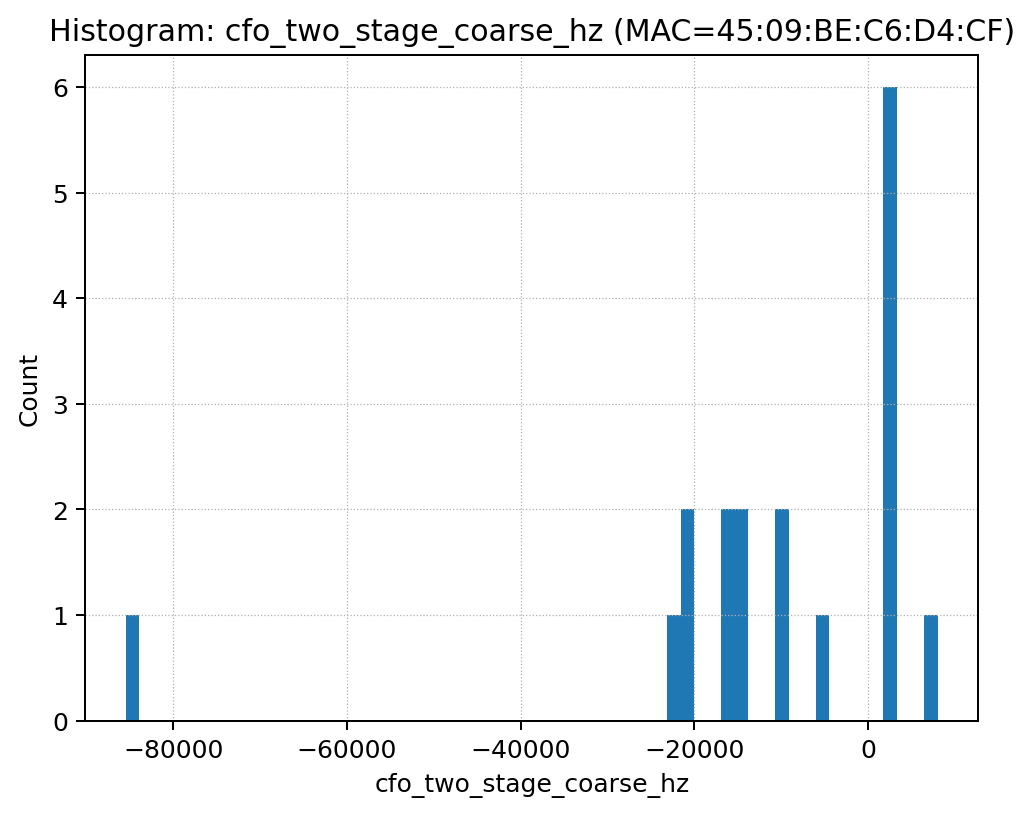 Histogram: cfo_two_stage_coarse_hz (MAC=45:09:BE:C6:D4:CF)
6
5
4
3
2
1
0
Count
−80000 −60000 −40000 −20000 0
cfo_two_stage_coarse_hz